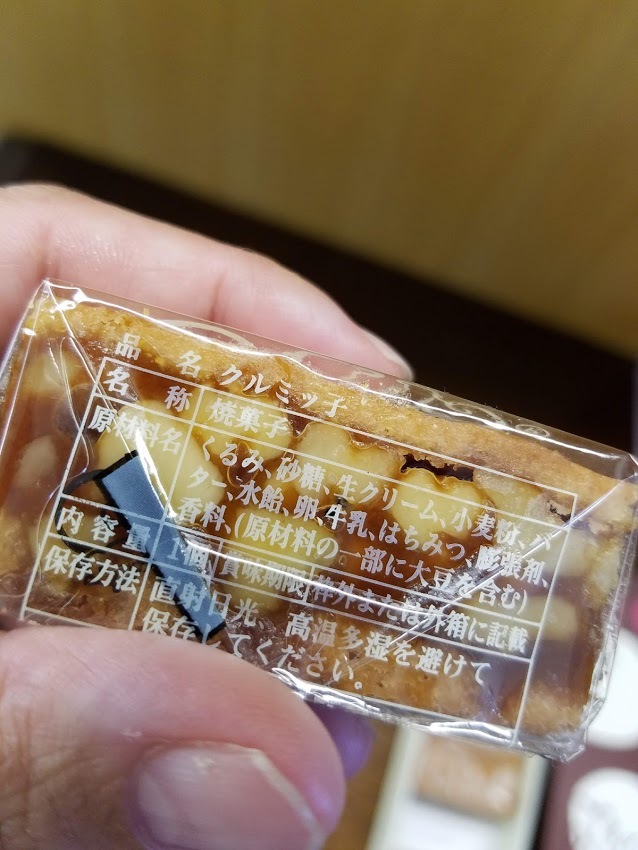 品名 クルミッ子
名称 焼菓子
原材料名 くるみ、砂糖、生クリーム、小麦粉、バ
ター、水飴、卵、牛乳、はちみつ、膨張剤、
香料、(原材料の一部に大豆を含む)
内容量 1個 賞味期限 枠外または外箱に記載
保存方法 直射日光、高温多湿を避けて
保存してください。